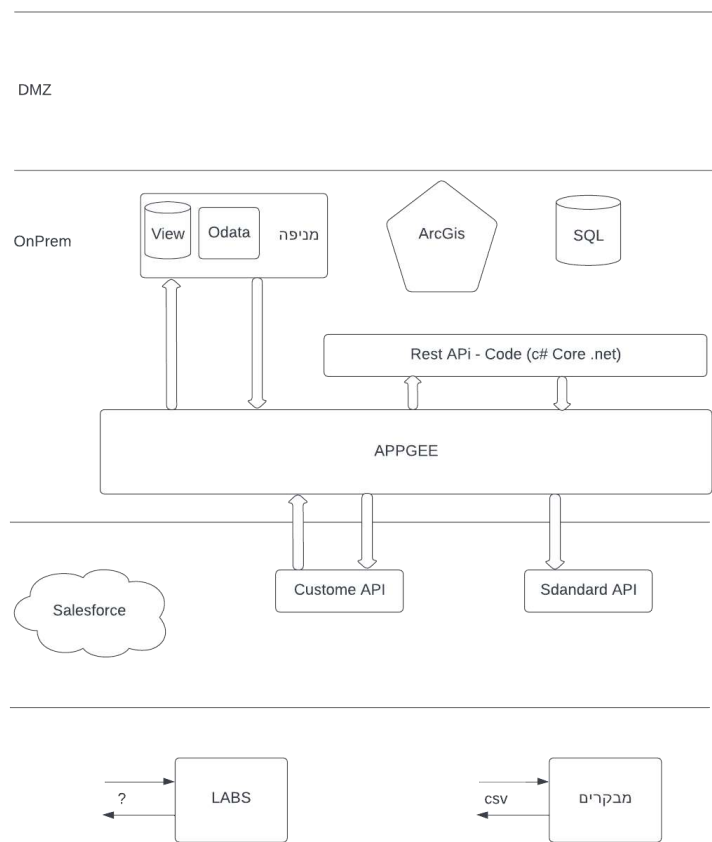 DMZ
OnPrem
View
Odata
מניפה
ArcGis
SQL
Rest APi - Code (c# Core .net)
APPGEE
Custome API
Sdandard API
Salesforce
?
LABS
csv
מבקרים